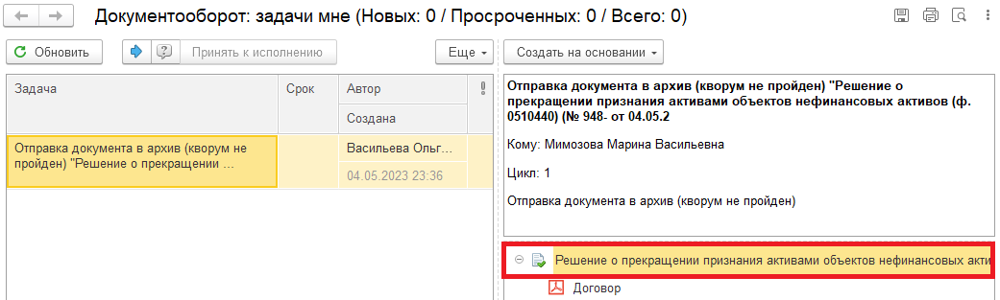 Документооборот: задачи мне (Новых: 0 / Просроченных: 0 / Всего: 0)
Обновить
Принять к исполнению
Еще
Создать на основании
Задача
Срок
Автор
Создана
Отправка документа в архив (кворум не
пройден) "Решение о прекращении ...
Васильева Ольг...
04.05.2023 23:36
Отправка документа в архив (кворум не пройден) "Решение о
прекращении признания активами объектов нефинансовых активов (ф.
0510440) (№ 948- от 04.05.2
Кому: Мимозова Марина Васильевна
Цикл: 1
Отправка документа в архив (кворум не пройден)
Решение о прекращении признания активами объектов нефинансовых акти
Договор